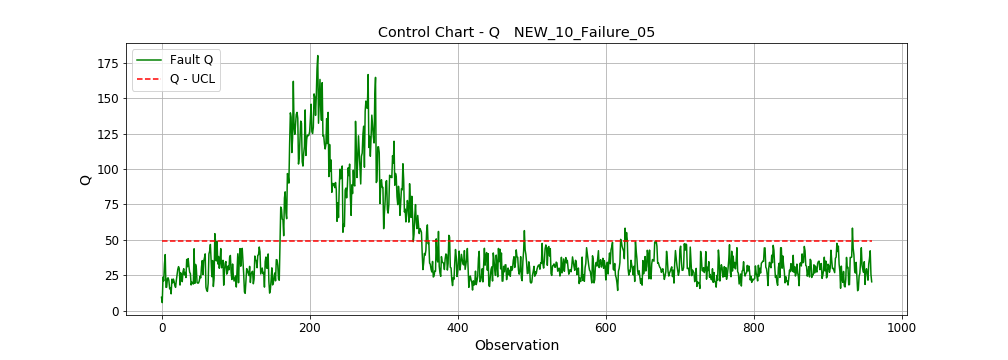 Control Chart - Q   NEW_10_Failure_05
Fault Q
Q - UCL
Q
175
150
125
100
75
50
25
0
0 200 400 600 800 1000
Observation